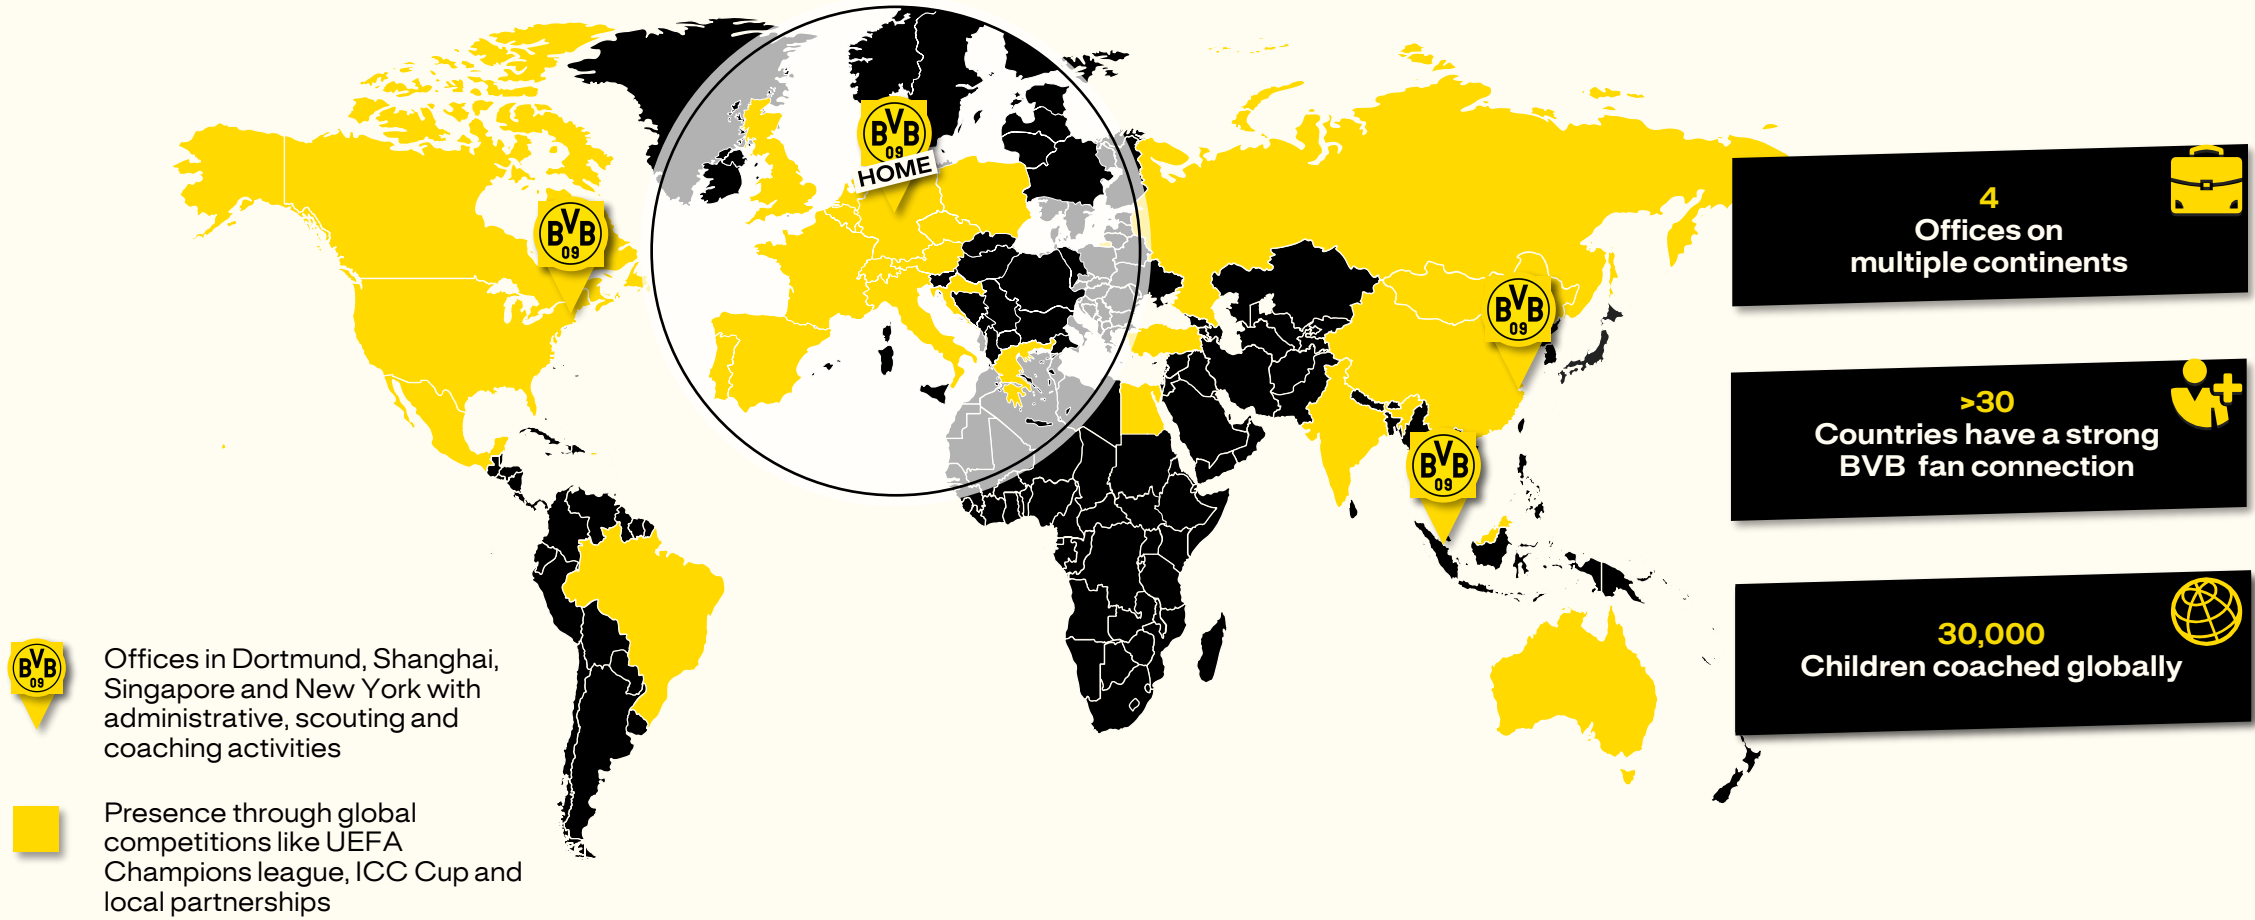 BVB
09
HOME
BVB
09
BVB
09
BVB
09
4
Offices on
multiple continents
>30
Countries have a strong
BVB fan connection
30,000
Children coached globally
BVB
09
Offices in Dortmund, Shanghai,
Singapore and New York with
administrative, scouting and
coaching activities
Presence through global
competitions like UEFA
Champions league, ICC Cup and
local partnerships